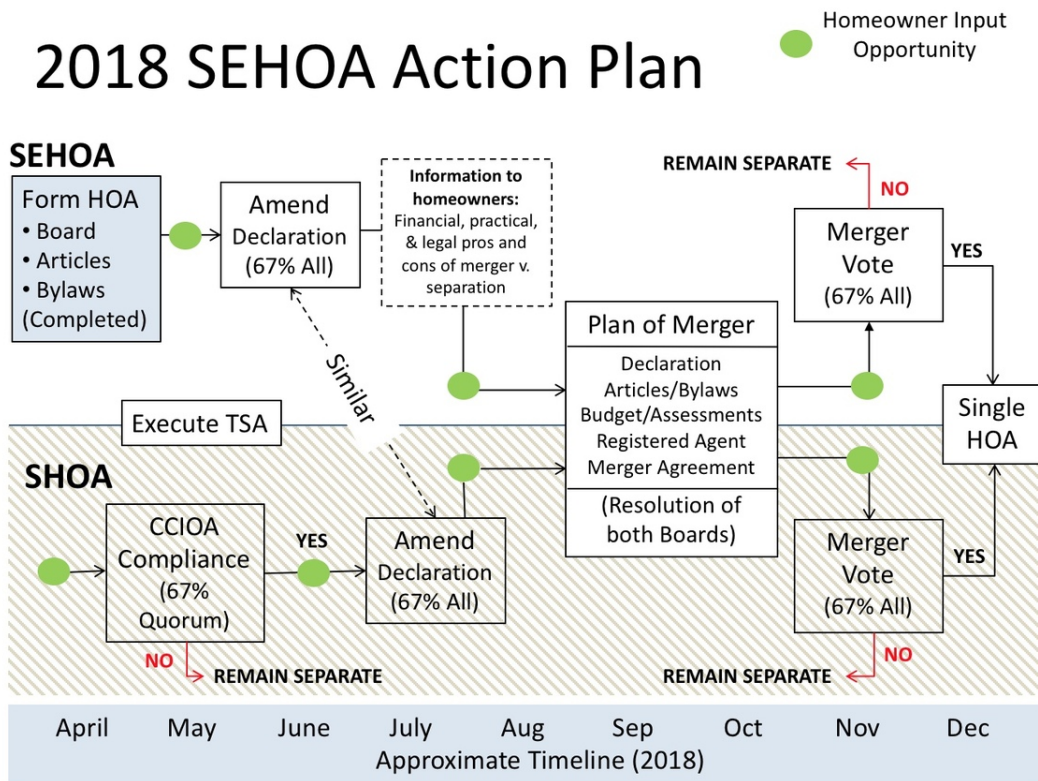 Homeowner Input
Opportunity
2018 SEHOA Action Plan
SEHOA
Form HOA
• Board
• Articles
• Bylaws
(Completed)
Amend
Declaration
(67% All)
Information to
homeowners:
Financial, practical,
& legal pros and
cons of merger v.
separation
REMAIN SEPARATE
NO
Merger
Vote
(67% All)
YES
Plan of Merger
Declaration
Articles/Bylaws
Budget/Assessments
Registered Agent
Merger Agreement
(Resolution of
both Boards)
Similar
Execute TSA
Single
HOA
SHOA
CCIOA
Compliance
(67%
Quorum)
YES
Amend
Declaration
(67% All)
Merger
Vote
(67% All)
YES
NO
REMAIN SEPARATE
NO
REMAIN SEPARATE
April May June July Aug Sep Oct Nov Dec
Approximate Timeline (2018)